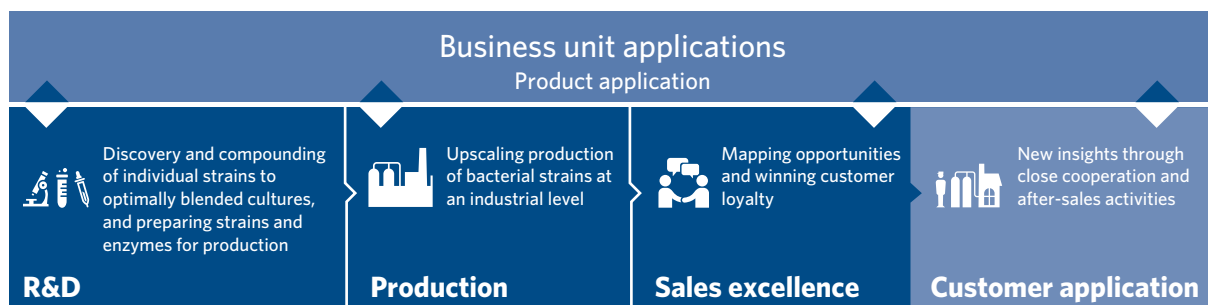 Business unit applications
Product application
Discovery and compounding
of individual strains to
optimally blended cultures,
and preparing strains and
enzymes for production
R&D
Upscaling production
of bacterial strains at
an industrial level
Production
Mapping opportunities
and winning customer
loyalty
Sales excellence
New insights through
close cooperation and
after-sales activities
Customer application